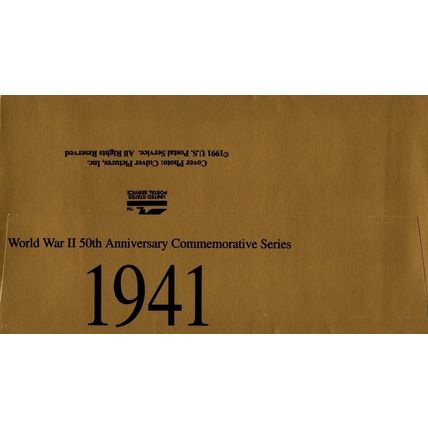 ©1991 U.S. Postal Service. All Rights Reserved
Cover Photo: Culver Pictures, Inc.
UNITED STATES
POSTAL SERVICE
TM
World War II 50th Anniversary Commemorative Series
1941